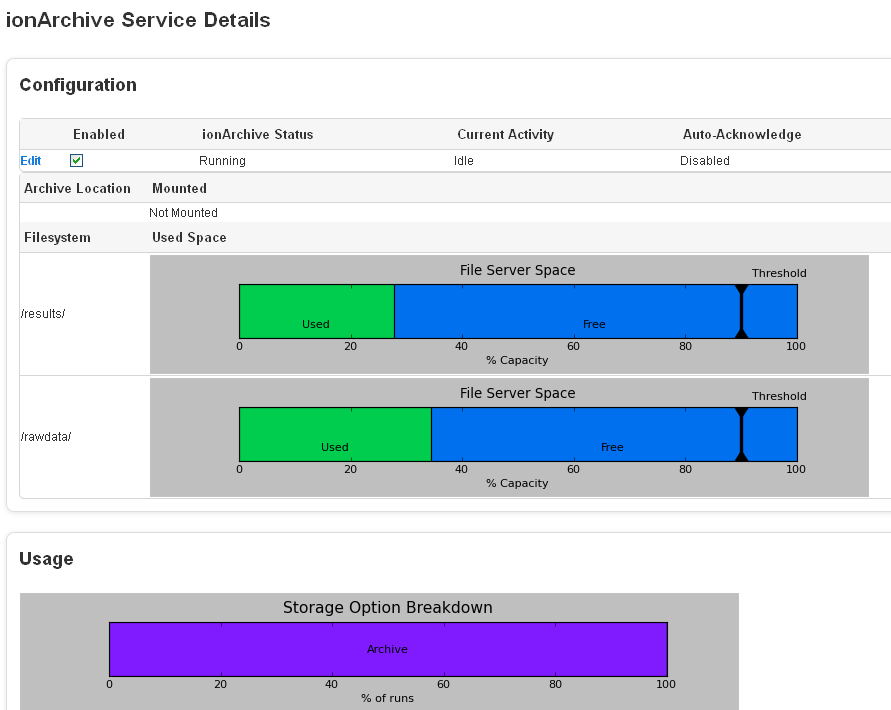 ionArchive Service Details
Configuration
Enabled ionArchive Status Current Activity Auto-Acknowledge
Edit Running Idle Disabled
Archive Location Mounted
Not Mounted
Filesystem Used Space
File Server Space
Threshold
/results/
Used Free
0 20 40 60 80 100
% Capacity
File Server Space
Threshold
/rawdata/
Used Free
0 20 40 60 80 100
% Capacity
Usage
Storage Option Breakdown
Archive
0 20 40 60 80 100
% of runs